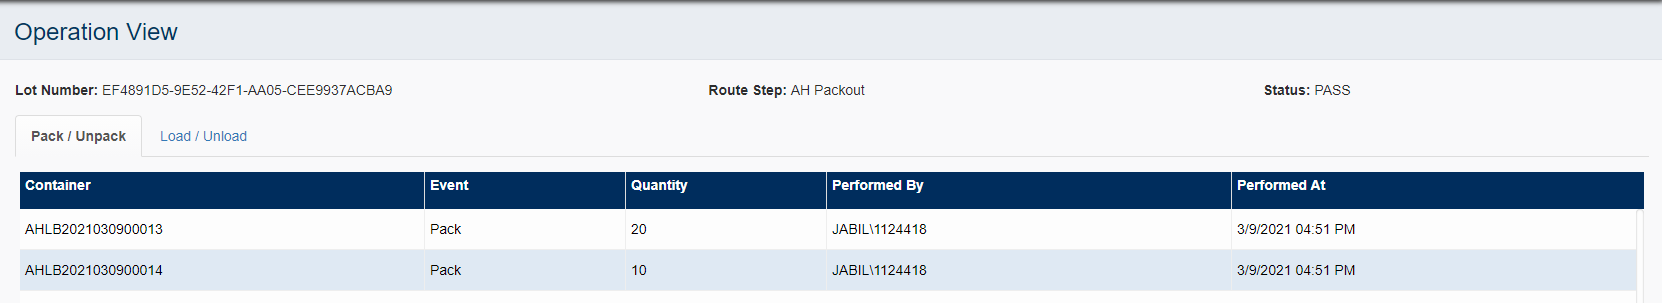 Operation View
Lot Number: EF4891D5-9E52-42F1-AA05-CEE9937ACBA9 Route Step: AH Packout Status: PASS
Pack / Unpack Load / Unload
Container Event Quantity Performed By Performed At
AHLB2021030900013 Pack 20 JABIL\1124418 3/9/2021 04:51 PM
AHLB2021030900014 Pack 10 JABIL\1124418 3/9/2021 04:51 PM